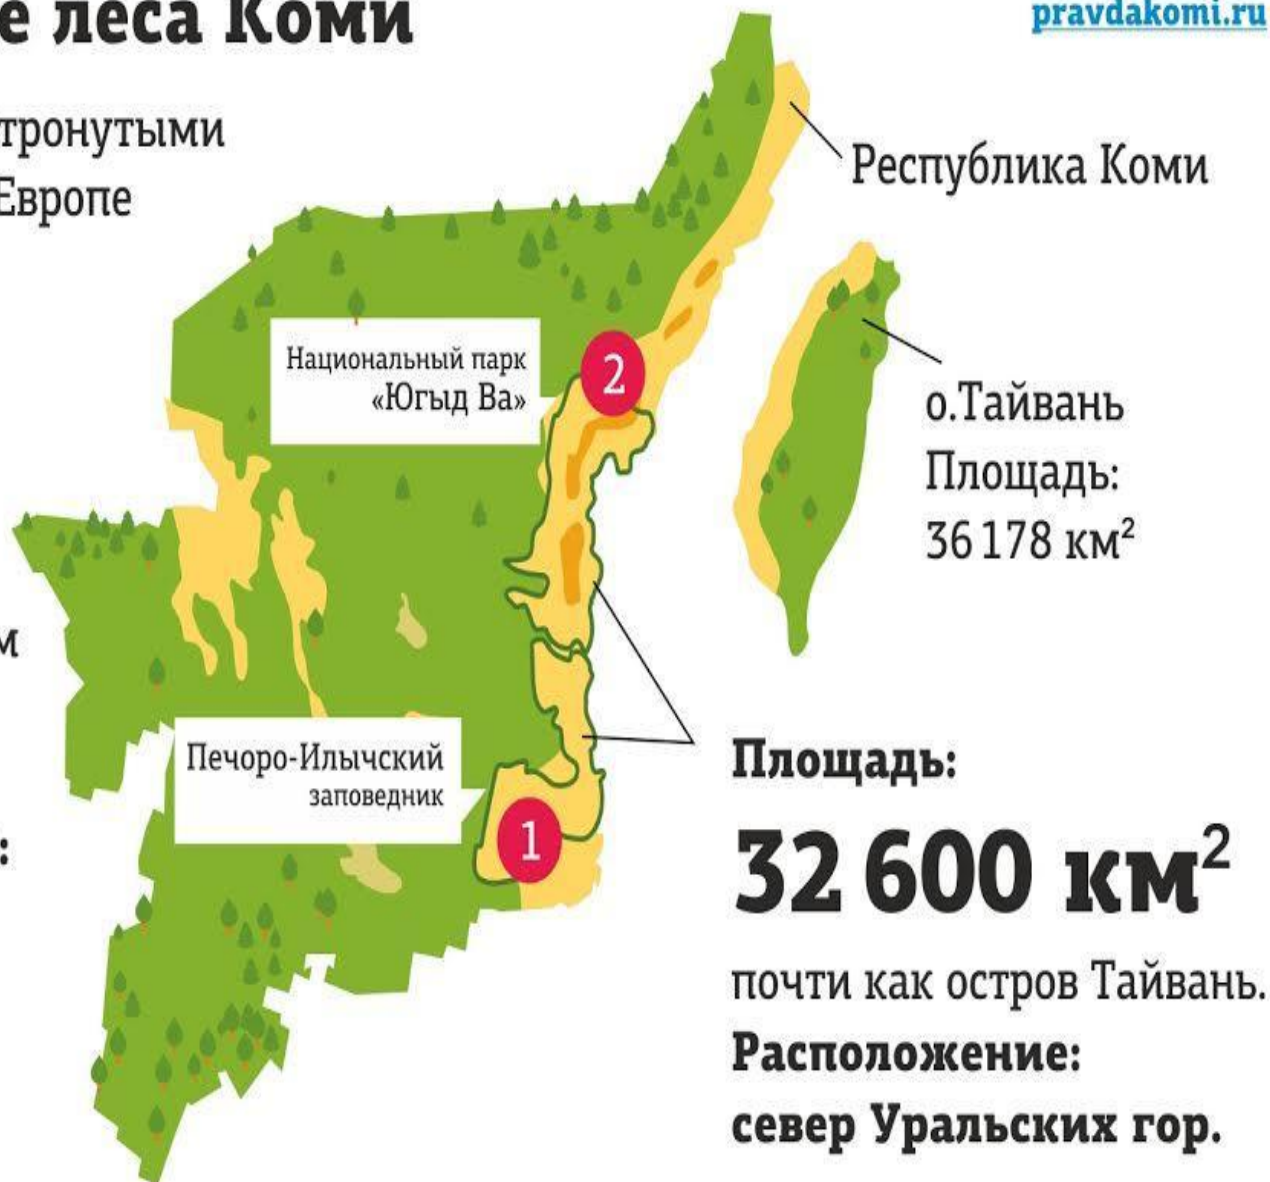 е леса Коми
pravdakomi.ru
тронутыми
Европе
Республика Коми
Национальный парк
«Югыд Ва»
2
о.Тайвань
Площадь:
36 178 км²
м
Печоро-Илычский
заповедник
:
1
Площадь:
32 600 км²
почти как остров Тайвань.
Расположение:
север Уральских гор.